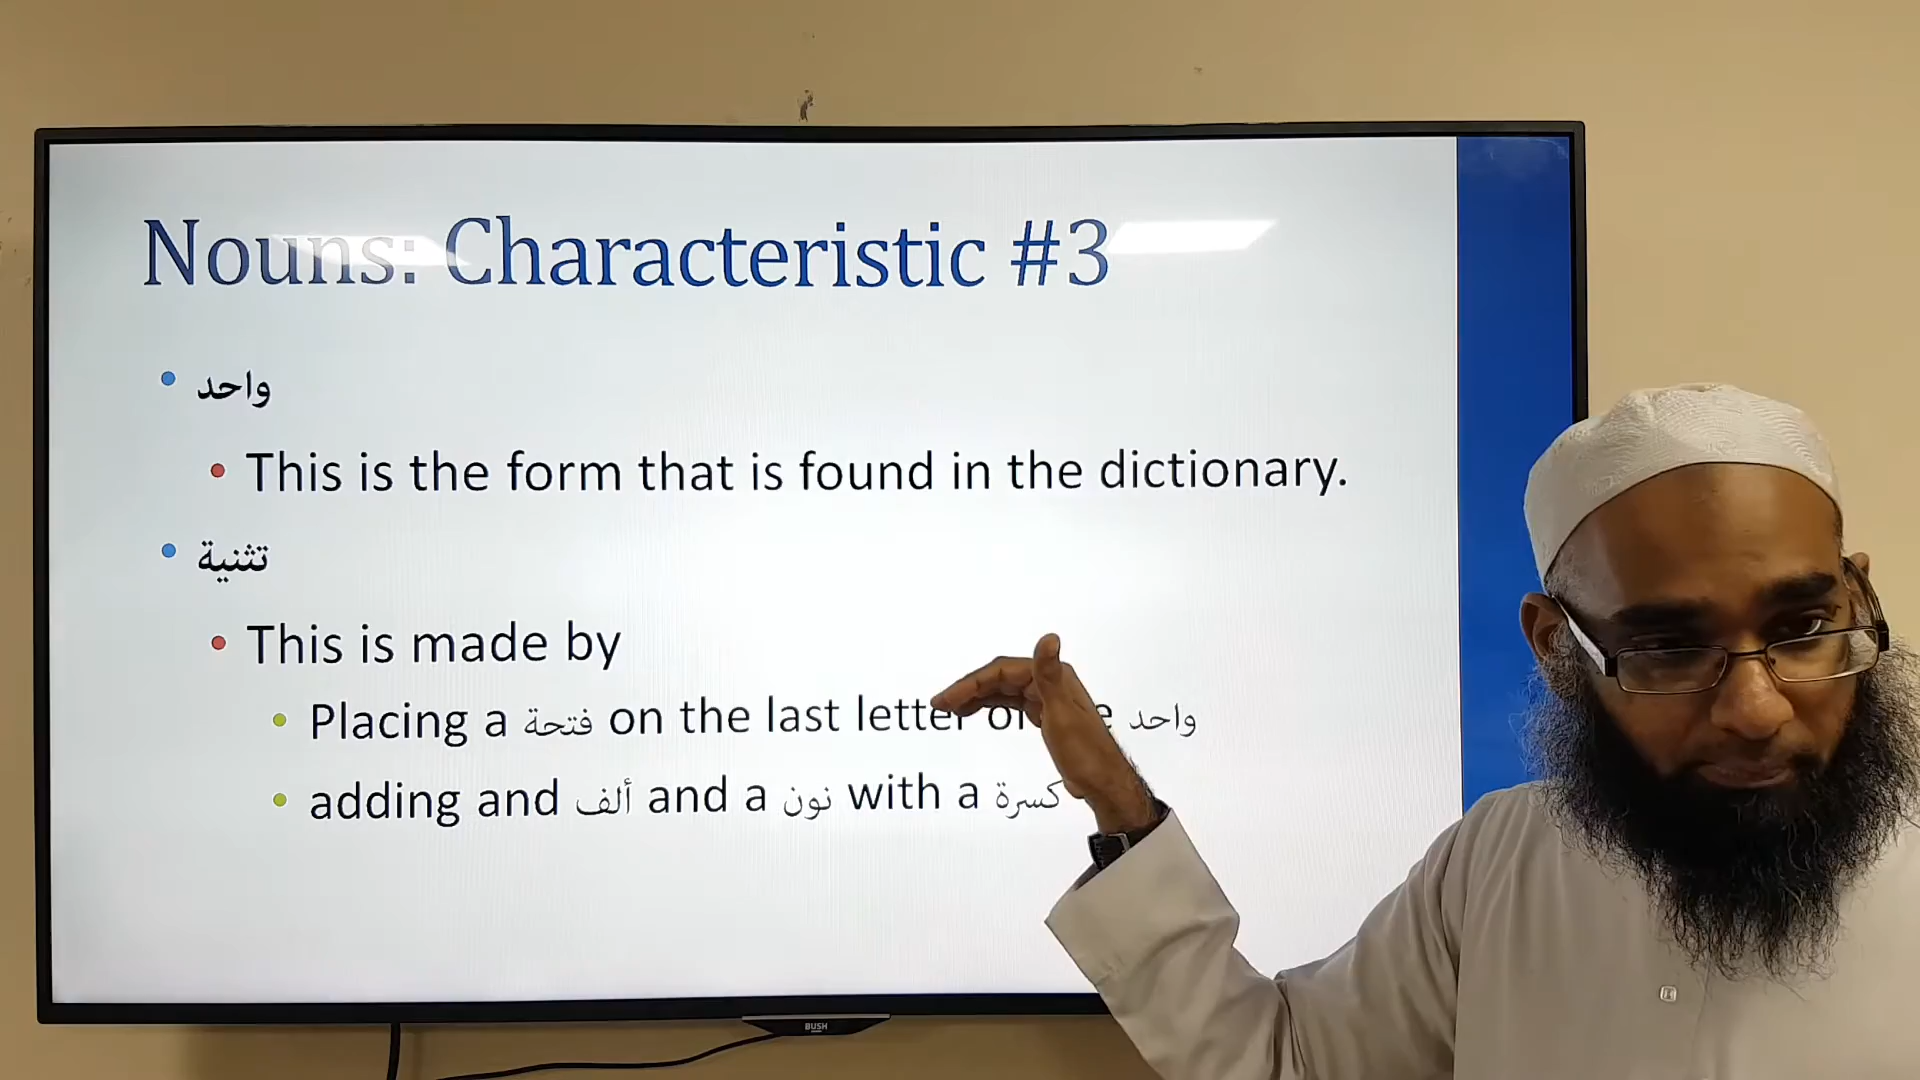 Nouns: Characteristic #3
واحد
This is the form that is found in the dictionary.
تثنية
This is made by
Placing a فتحة on the last letter واحد
adding and ألف and a نون with a كسرة
BUSH